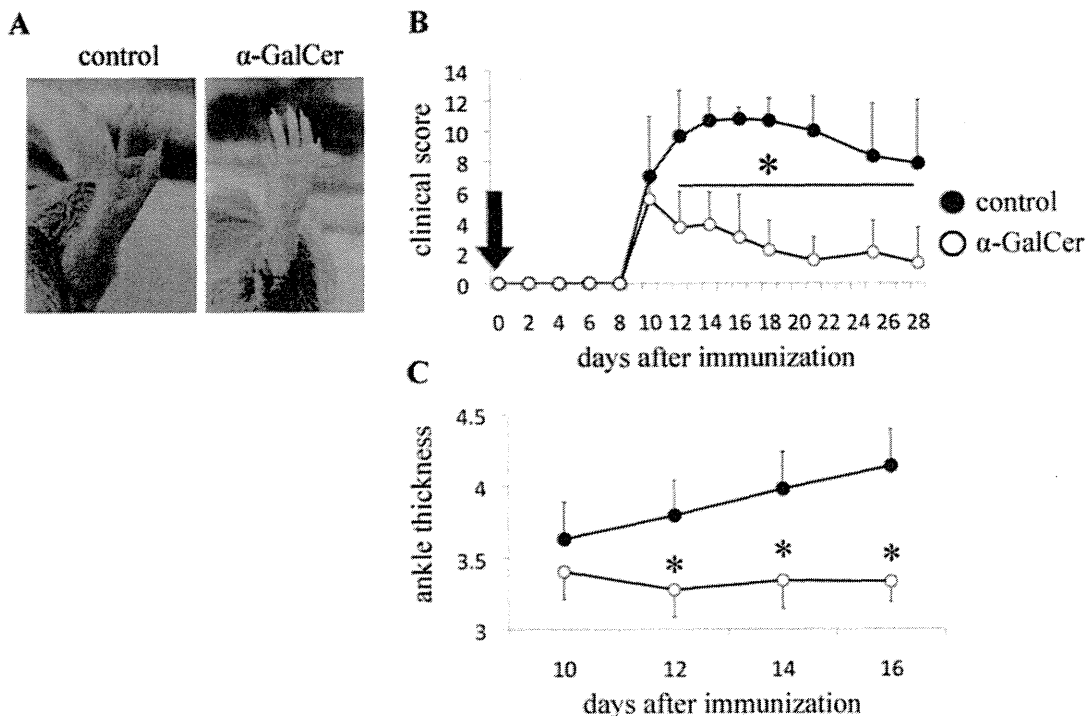 A
control α-GalCer
B
14
12
10
8
6
4
2
0
clinical score
*
control
α-GalCer
0 2 4 6 8 10 12 14 16 18 20 22 24 26 28
days after immunization
C
4.5
4
3.5
3
ankle thickness
* * *
10 12 14 16
days after immunization